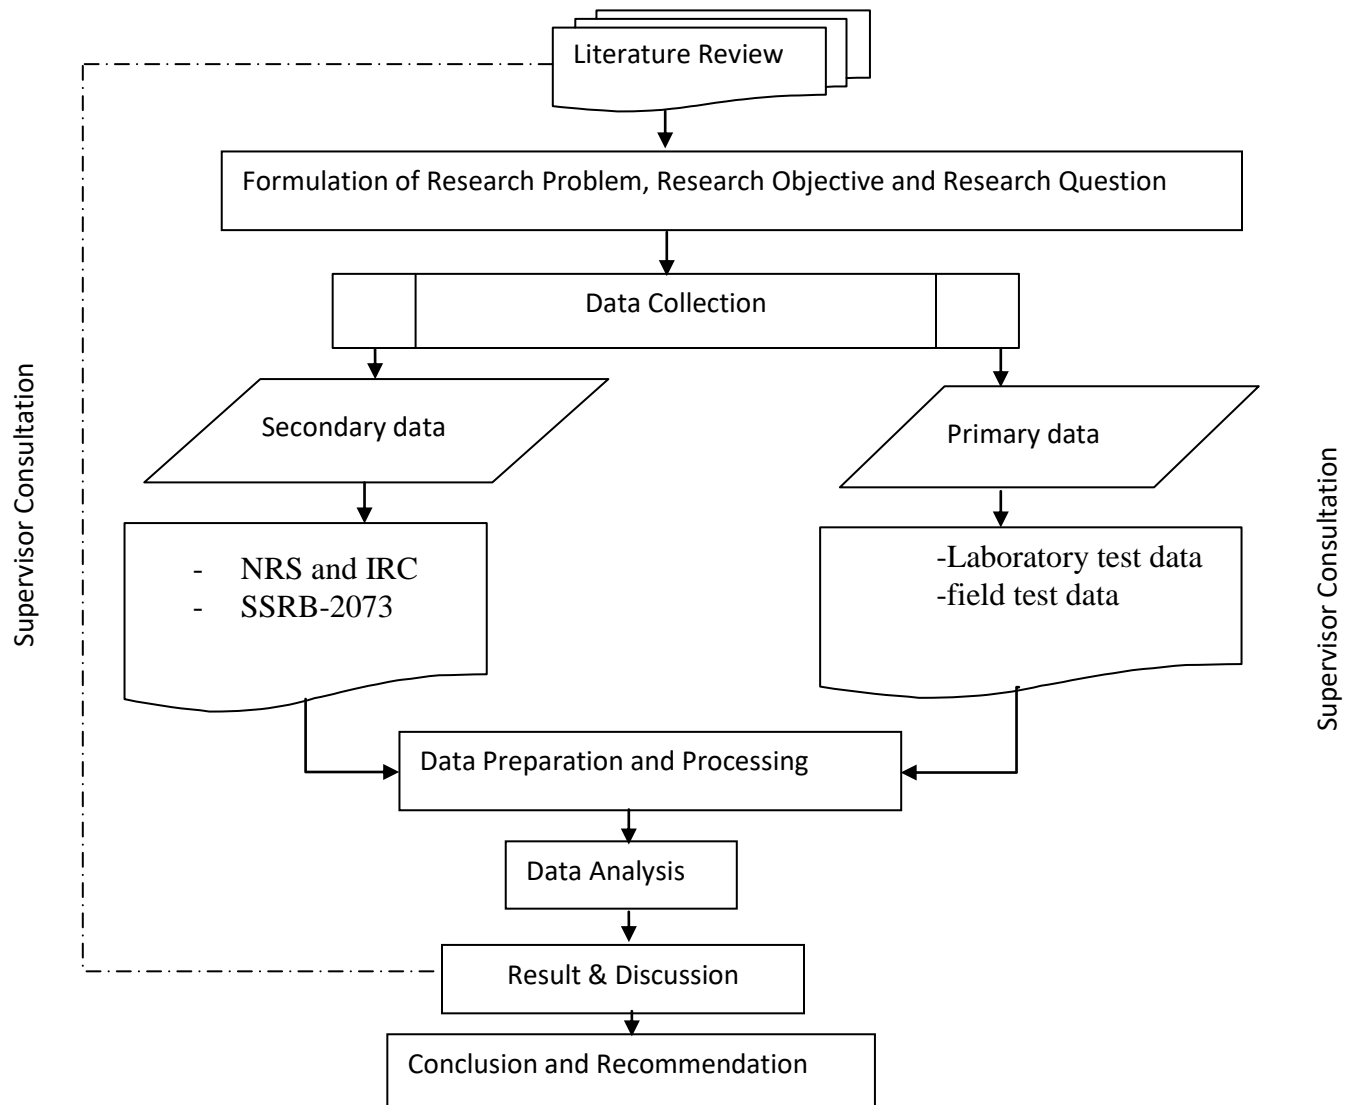 Literature Review
Formulation of Research Problem, Research Objective and Research Question
Data Collection
Supervisor Consultation
Secondary data
Primary data
Supervisor Consultation
- NRS and IRC
- SSRB-2073
-Laboratory test data
-field test data
Data Preparation and Processing
Data Analysis
Result & Discussion
Conclusion and Recommendation